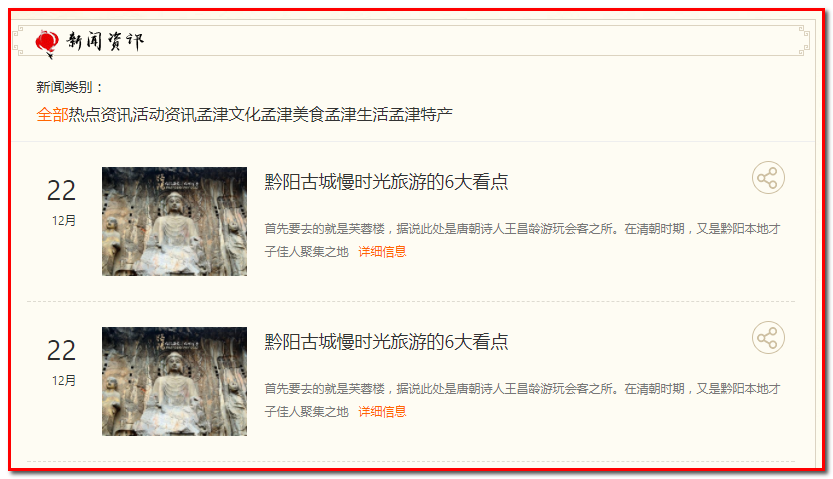 新闻资讯
新闻类别：
全部热点资讯活动资讯孟津文化孟津美食孟津生活孟津特产
22
12月
黔阳古城慢时光旅游的6大看点
首先要去的就是芙蓉楼，据说此处是唐朝诗人王昌龄游玩会客之所。在清朝时期，又是黔阳本地才
子佳人聚集之地 详细信息
22
12月
黔阳古城慢时光旅游的6大看点
首先要去的就是芙蓉楼，据说此处是唐朝诗人王昌龄游玩会客之所。在清朝时期，又是黔阳本地才
子佳人聚集之地 详细信息